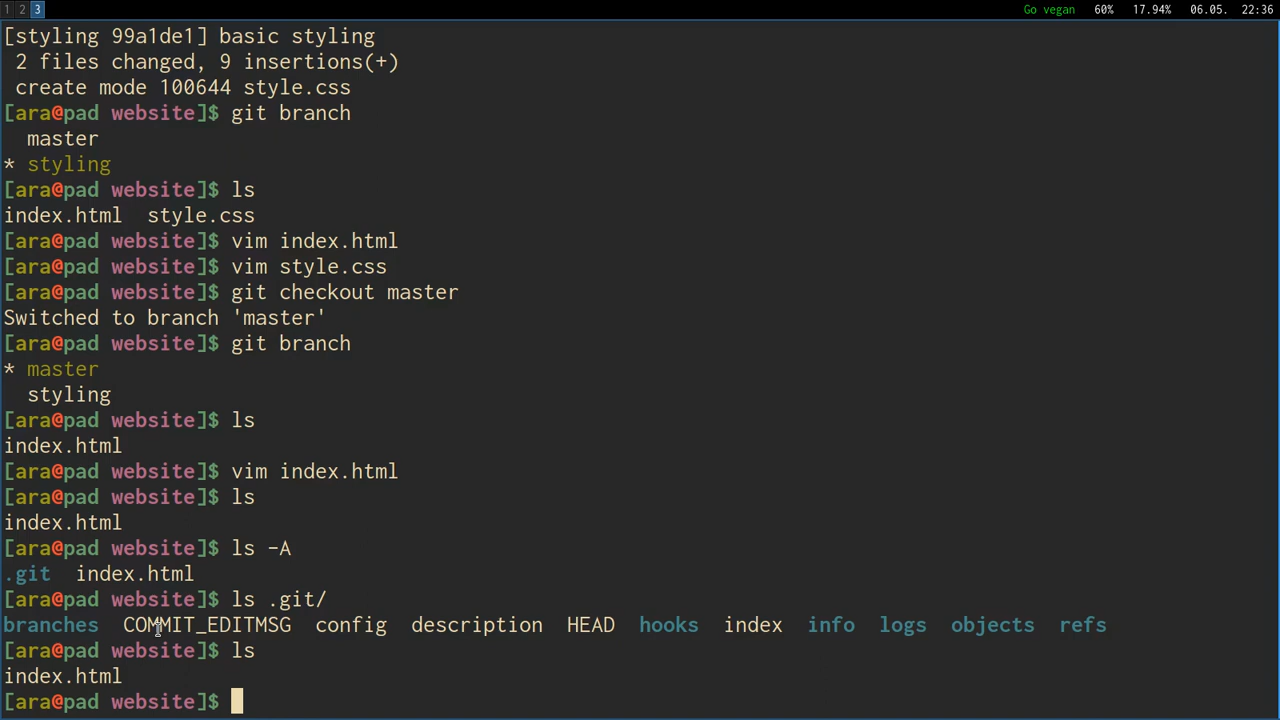 1 2 3 Go vegan 60% 17.94% 06.05. 22:36
[styling 99a1de1] basic styling
 2 files changed, 9 insertions(+)
 create mode 100644 style.css
[ara@pad website]$ git branch
  master
* styling
[ara@pad website]$ ls
index.html  style.css
[ara@pad website]$ vim index.html
[ara@pad website]$ vim style.css
[ara@pad website]$ git checkout master
Switched to branch 'master'
[ara@pad website]$ git branch
* master
  styling
[ara@pad website]$ ls
index.html
[ara@pad website]$ vim index.html
[ara@pad website]$ ls
index.html
[ara@pad website]$ ls -A
.git  index.html
[ara@pad website]$ ls .git/
branches  COMMIT_EDITMSG  config  description  HEAD  hooks  index  info  logs  objects  refs
[ara@pad website]$ ls
index.html
[ara@pad website]$